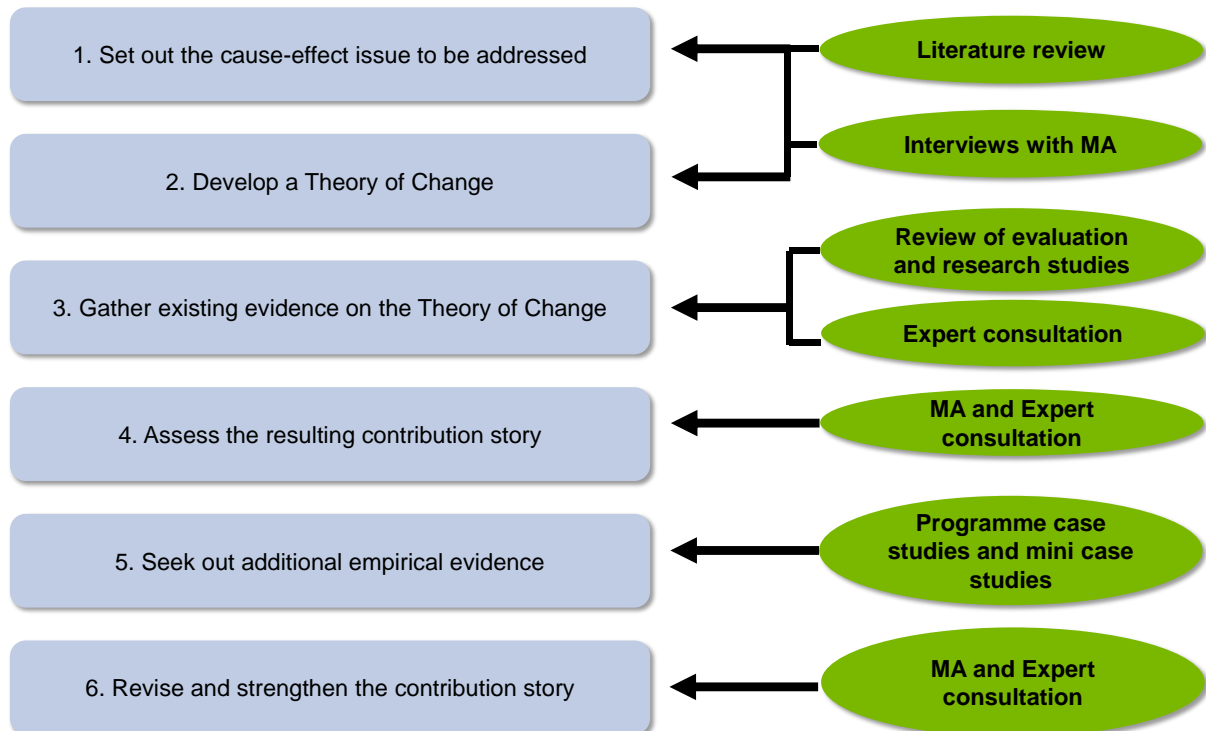 1. Set out the cause-effect issue to be addressed
Literature review
Interviews with MA
2. Develop a Theory of Change
Review of evaluation
and research studies
3. Gather existing evidence on the Theory of Change
Expert consultation
4. Assess the resulting contribution story
MA and Expert
consultation
5. Seek out additional empirical evidence
Programme case
studies and mini case
studies
6. Revise and strengthen the contribution story
MA and Expert
consultation